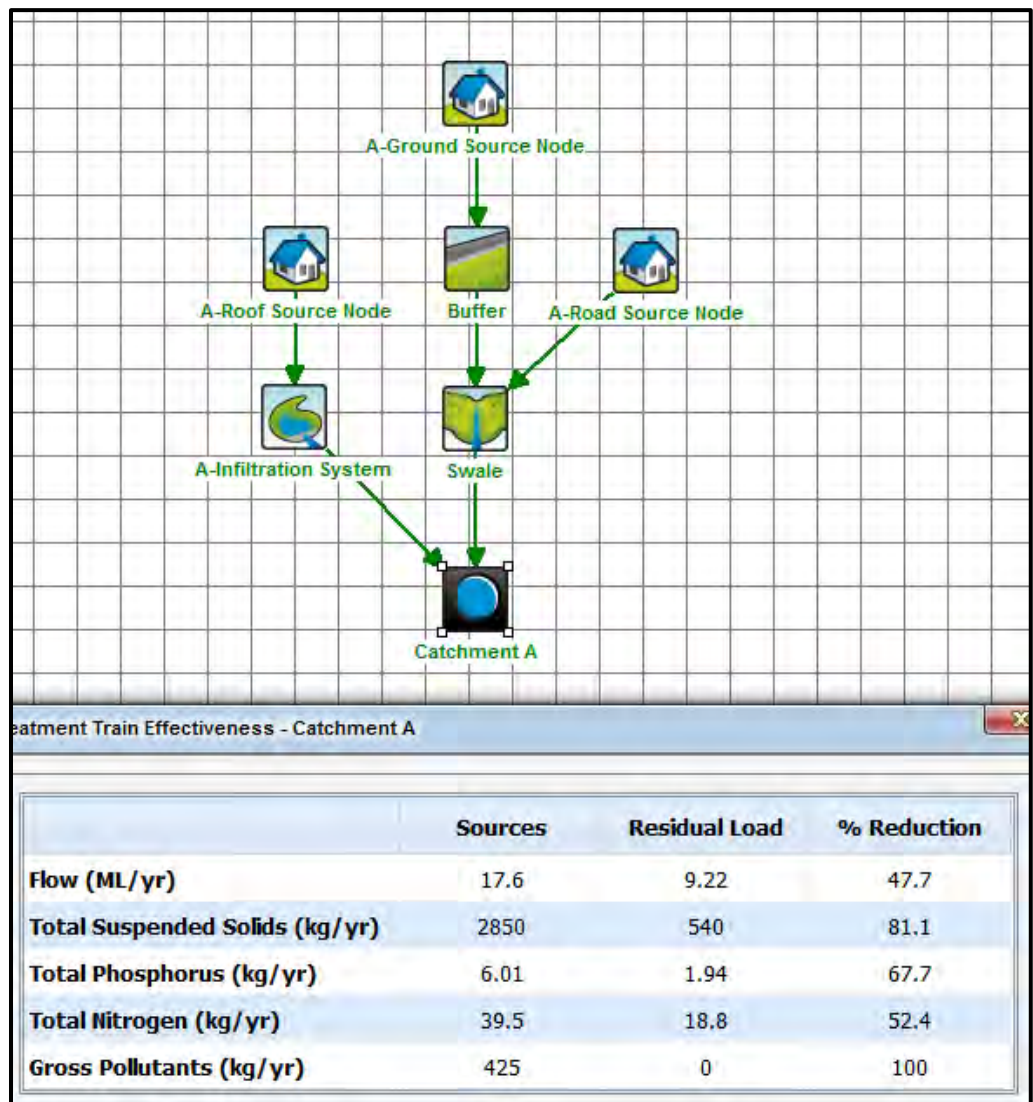 A-Ground Source Node
A-Roof Source Node
Buffer
A-Road Source Node
A-Infiltration System
Swale
Catchment A
eatment Train Effectiveness - Catchment A
Sources Residual Load % Reduction
Flow (ML/yr) 17.6 9.22 47.7
Total Suspended Solids (kg/yr) 2850 540 81.1
Total Phosphorus (kg/yr) 6.01 1.94 67.7
Total Nitrogen (kg/yr) 39.5 18.8 52.4
Gross Pollutants (kg/yr) 425 0 100